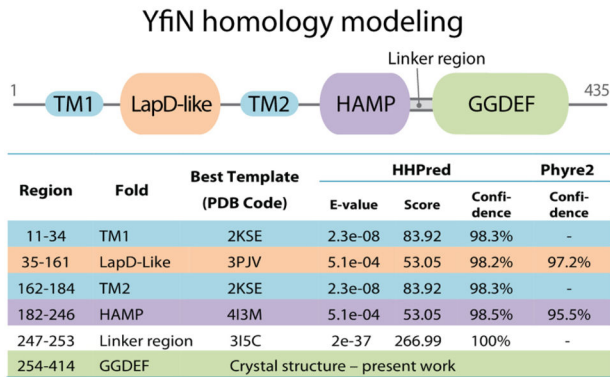 YfiN homology modeling
Linker region
1
435
TM1 LapD-like TM2 HAMP GGDEF
Region Fold Best Template (PDB Code) HHPred Phyre2
E-value Score Confi-dence Confi-dence
11-34 TM1 2KSE 2.3e-08 83.92 98.3% -
35-161 LapD-Like 3PJV 5.1e-04 53.05 98.2% 97.2%
162-184 TM2 2KSE 2.3e-08 83.92 98.3% -
182-246 HAMP 4I3M 5.1e-04 53.05 98.5% 95.5%
247-253 Linker region 3I5C 2e-37 266.99 100% -
254-414 GGDEF Crystal structure – present work